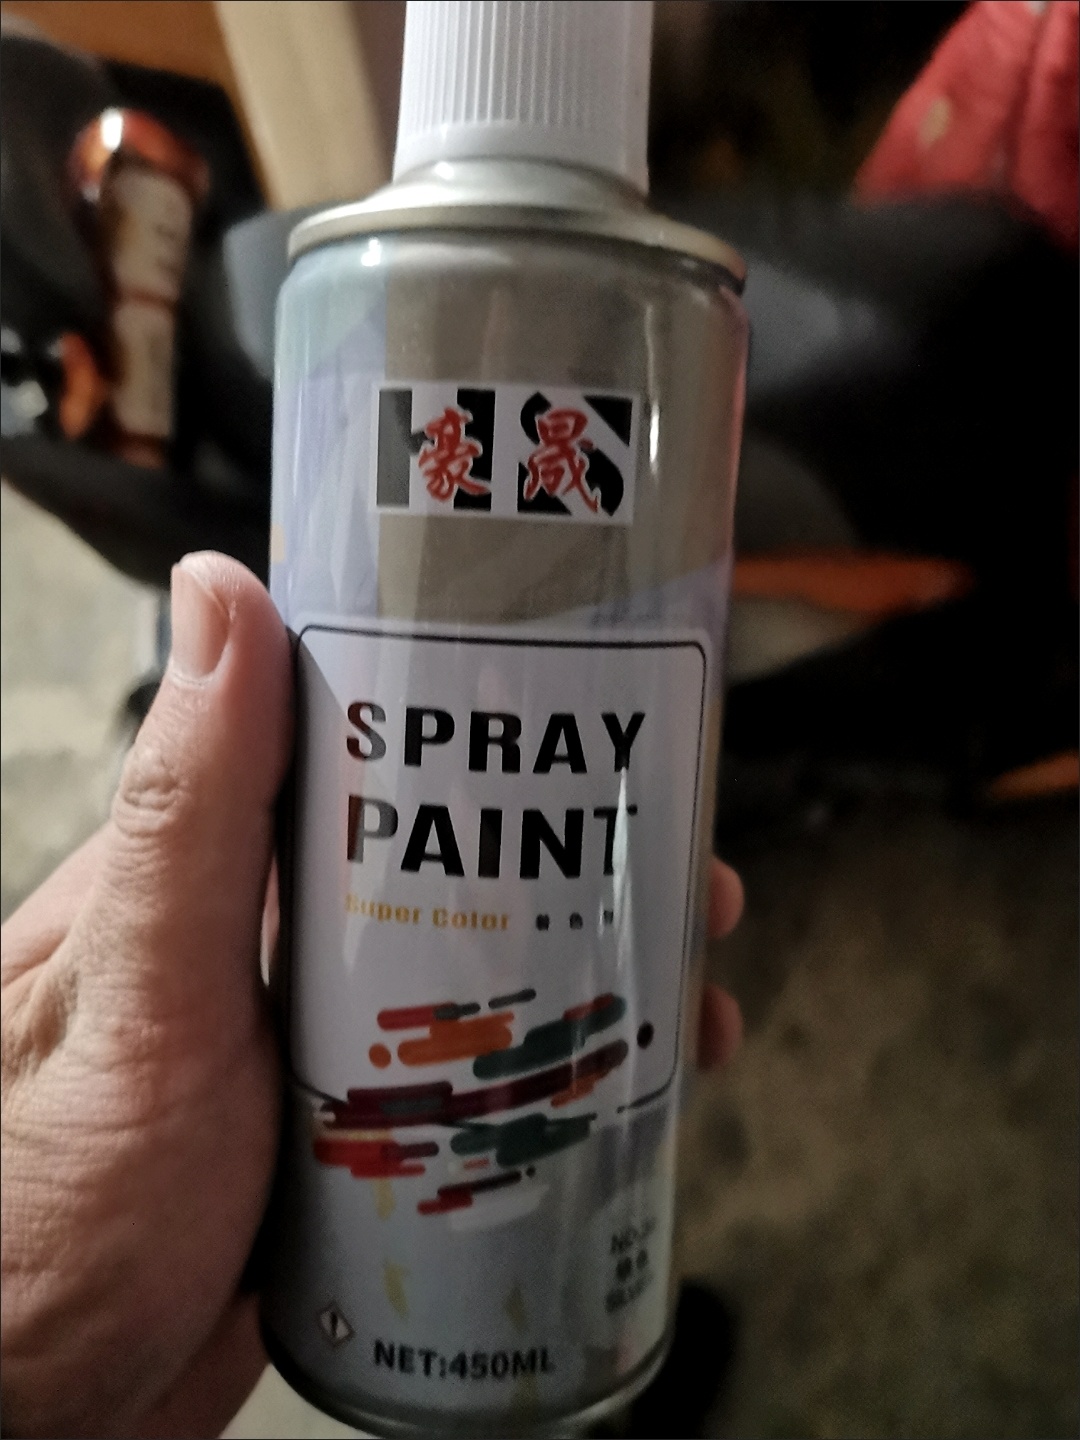 HS
豪晟
SPRAY
PAINT
Super Color
NET:450ML